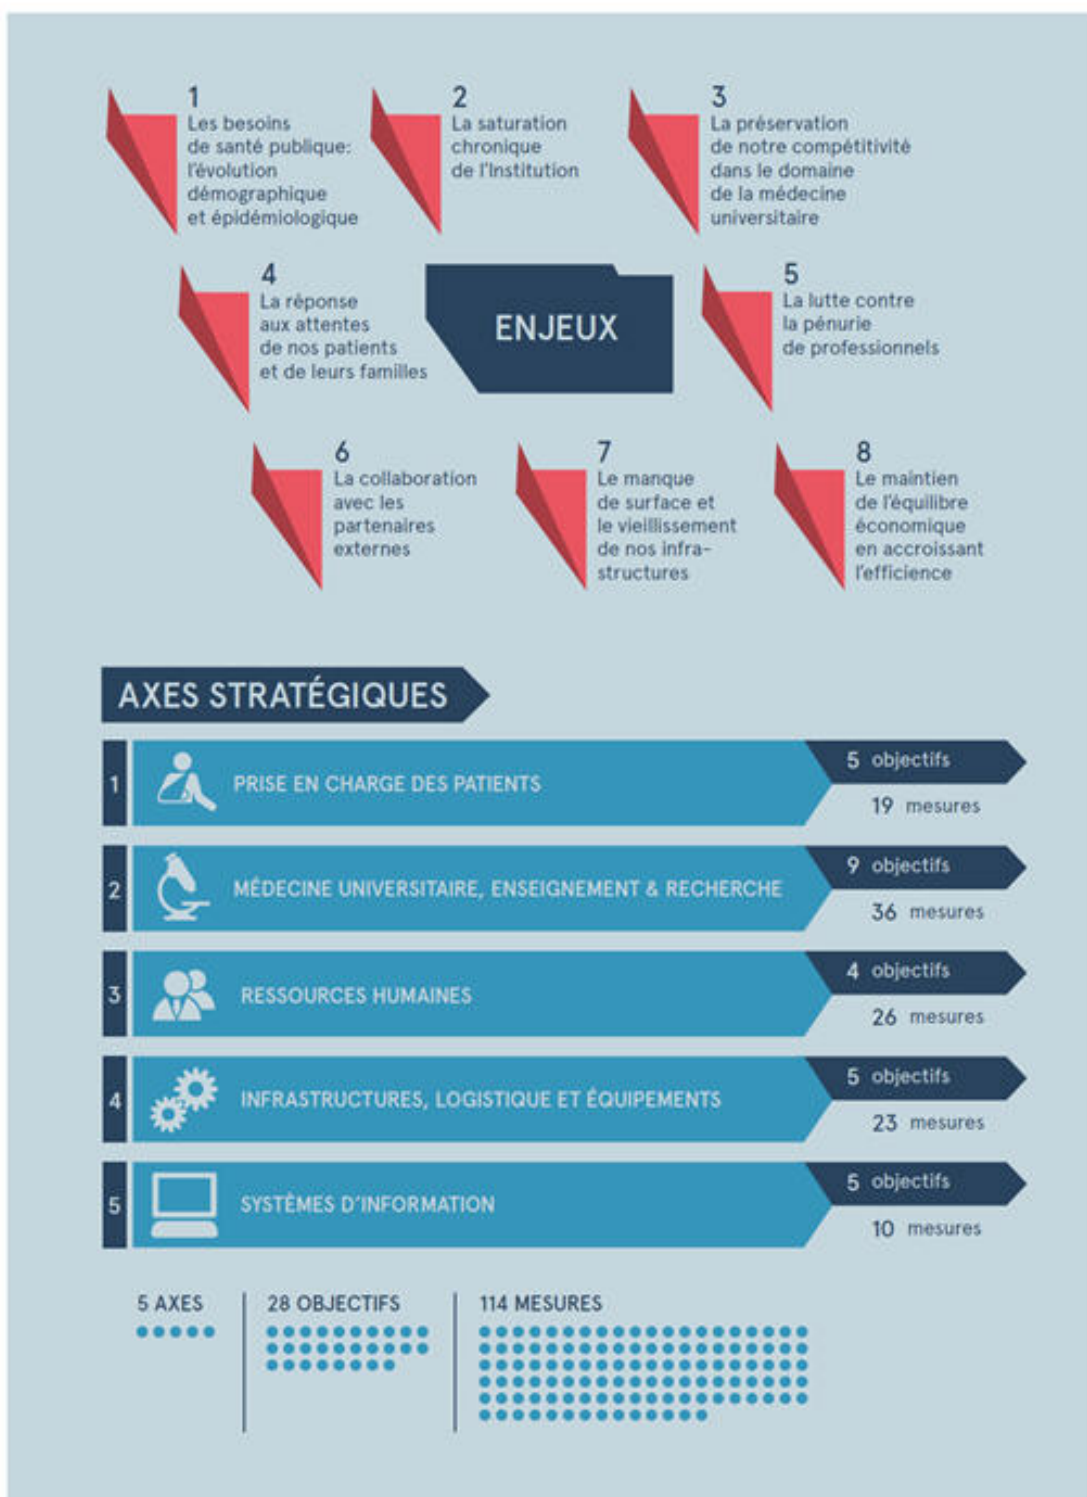 1
Les besoins
de santé publique:
l'évolution
démographique
et épidémiologique
2
La saturation
chronique
de l'Institution
3
La préservation
de notre compétitivité
dans le domaine
de la médecine
universitaire
4
La réponse
aux attentes
de nos patients
et de leurs familles
ENJEUX
5
La lutte contre
la pénurie
de professionnels
6
La collaboration
avec les
partenaires
externes
7
Le manque
de surface et
le vieillissement
de nos infra-
structures
8
Le maintien
de l'équilibre
économique
en accroissant
l'efficience
AXES STRATÉGIQUES
1
PRISE EN CHARGE DES PATIENTS
5 objectifs
19 mesures
2
MÉDECINE UNIVERSITAIRE, ENSEIGNEMENT & RECHERCHE
9 objectifs
36 mesures
3
RESSOURCES HUMAINES
4 objectifs
26 mesures
4
INFRASTRUCTURES, LOGISTIQUE ET ÉQUIPEMENTS
5 objectifs
23 mesures
5
SYSTÈMES D'INFORMATION
5 objectifs
10 mesures
5 AXES
28 OBJECTIFS
114 MESURES